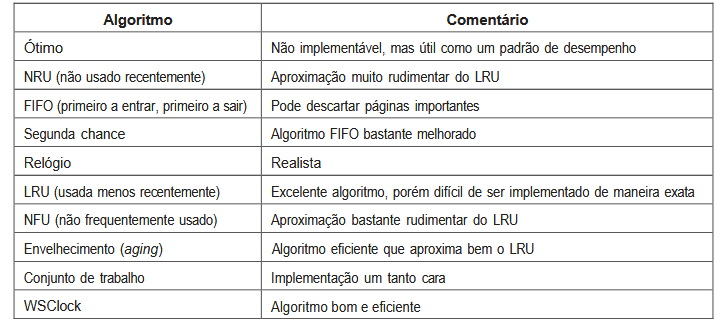 Algoritmo Comentário
Ótimo Não implementável, mas útil como um padrão de desempenho
NRU (não usado recentemente) Aproximação muito rudimentar do LRU
FIFO (primeiro a entrar, primeiro a sair) Pode descartar páginas importantes
Segunda chance Algoritmo FIFO bastante melhorado
Relógio Realista
LRU (usada menos recentemente) Excelente algoritmo, porém difícil de ser implementado de maneira exata
NFU (não frequentemente usado) Aproximação bastante rudimentar do LRU
Envelhecimento (aging) Algoritmo eficiente que aproxima bem o LRU
Conjunto de trabalho Implementação um tanto cara
WSClock Algoritmo bom e eficiente